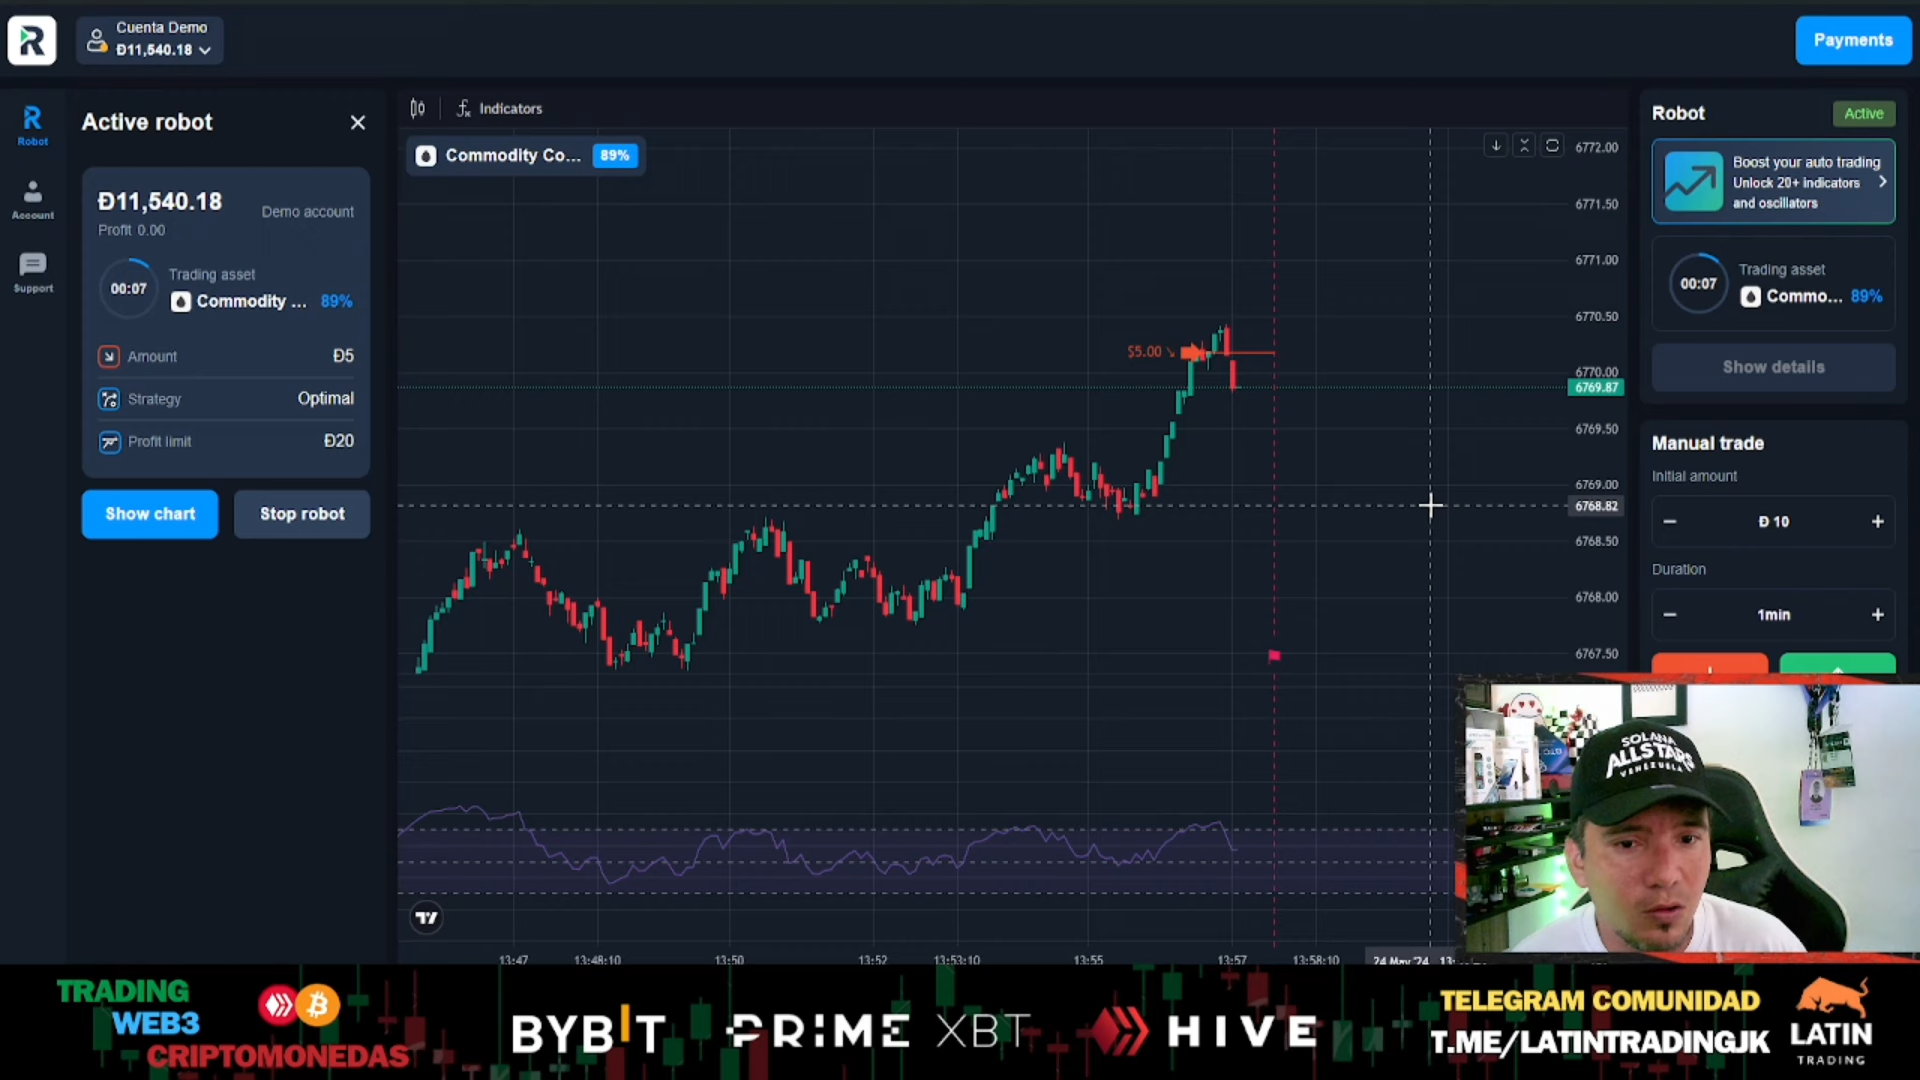 R
Cuenta Demo
Đ11,540.18
Payments
Robot
Account
Support
Active robot
Đ11,540.18
Demo account
Profit 0.00
00:07
Trading asset
Commodity ...
89%
Amount
Đ5
Strategy
Optimal
Profit limit
Đ20
Show chart
Stop robot
Indicators
Commodity Co...
89%
$5.00
6772.00
6771.50
6771.00
6770.50
6770.00
6769.87
6769.50
6769.00
6768.82
6768.50
6768.00
6767.50
13:47
13:48:10
13:50
13:52
13:53:10
13:55
13:57
13:58:10
24 May '24
Robot
Active
Boost your auto trading
Unlock 20+ indicators
and oscillators
00:07
Trading asset
Commo...
89%
Show details
Manual trade
Initial amount
Đ 10
Duration
1min
SOLANA
ALLSTARS
VENEZUELA
TRADING
WEB3
CRIPTOMONEDAS
BYBIT
PRIME XBT
HIVE
TELEGRAM COMUNIDAD
T.ME/LATINTRADINGJK
LATIN
TRADING